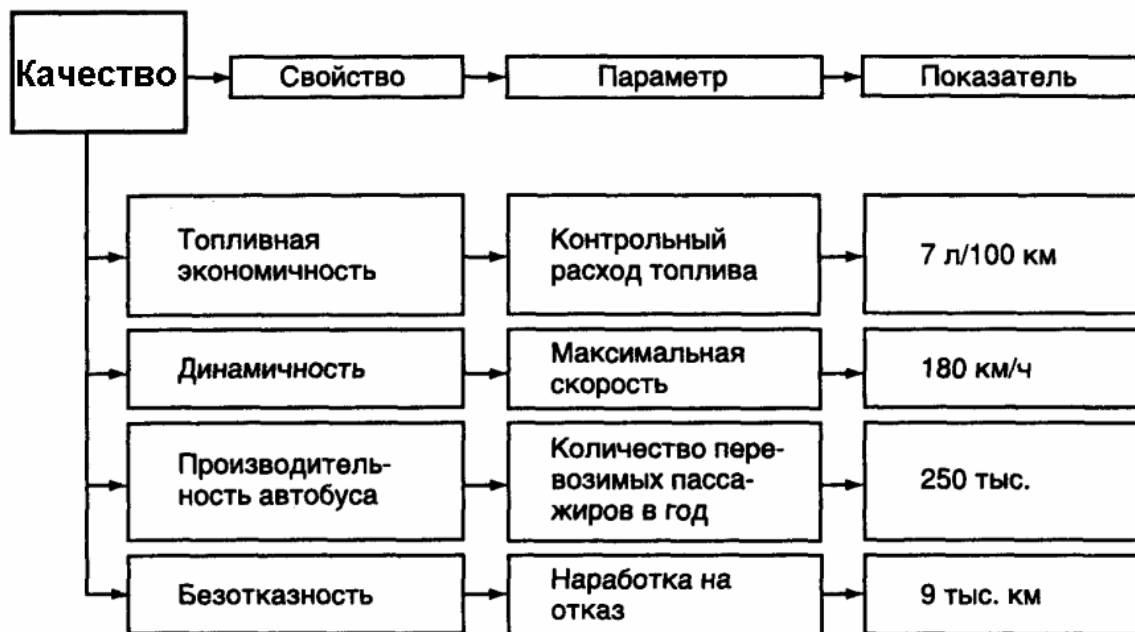 Качество
Свойство
Параметр
Показатель
Топливная
экономичность
Контрольный
расход топлива
7 л/100 км
Динамичность
Максимальная
скорость
180 км/ч
Производитель-
ность автобуса
Количество пере-
возимых пасса-
жиров в год
250 тыс.
Безотказность
Наработка на
отказ
9 тыс. км